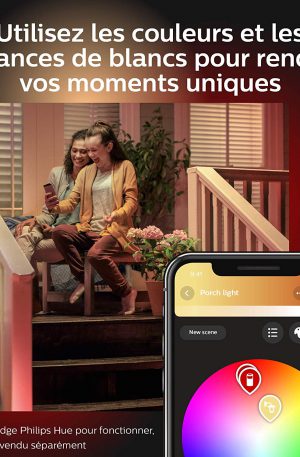 Utilisez les couleurs et les
ances de blancs pour rend
vos moments uniques
9:41
Porch light
New scene
dge Philips Hue pour fonctionner,
vendu séparément